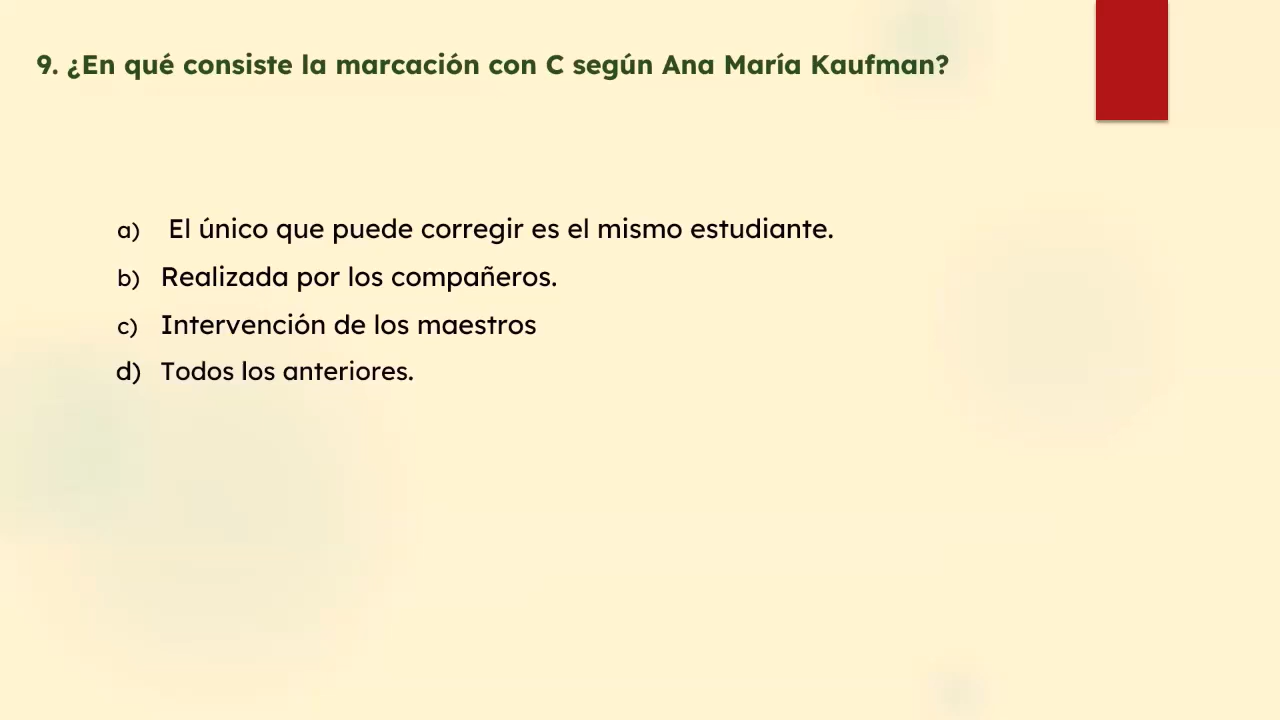 9. ¿En qué consiste la marcación con C según Ana María Kaufman?
a) El único que puede corregir es el mismo estudiante.
b) Realizada por los compañeros.
c) Intervención de los maestros
d) Todos los anteriores.